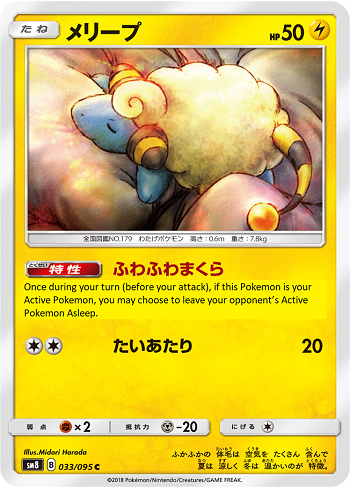 たね メリープ HP50
全国図鑑NO.179 わたげポケモン 高さ:0.6m 重さ:7.8kg
とくせい 特性 ふわふわまくら
Once during your turn (before your attack), if this Pokemon is your
Active Pokemon, you may choose to leave your opponent's Active
Pokemon Asleep.
たいあたり 20
弱点 ×2 抵抗力 -20 にげる
Illus.Midori Harada
sm8 B 033/095 C
ふかふかの 体毛は 空気を たくさん 含んで
夏は 涼しく 冬は 温かいのが 特徴。
©2018 Pokémon/Nintendo/Creatures/GAME FREAK.